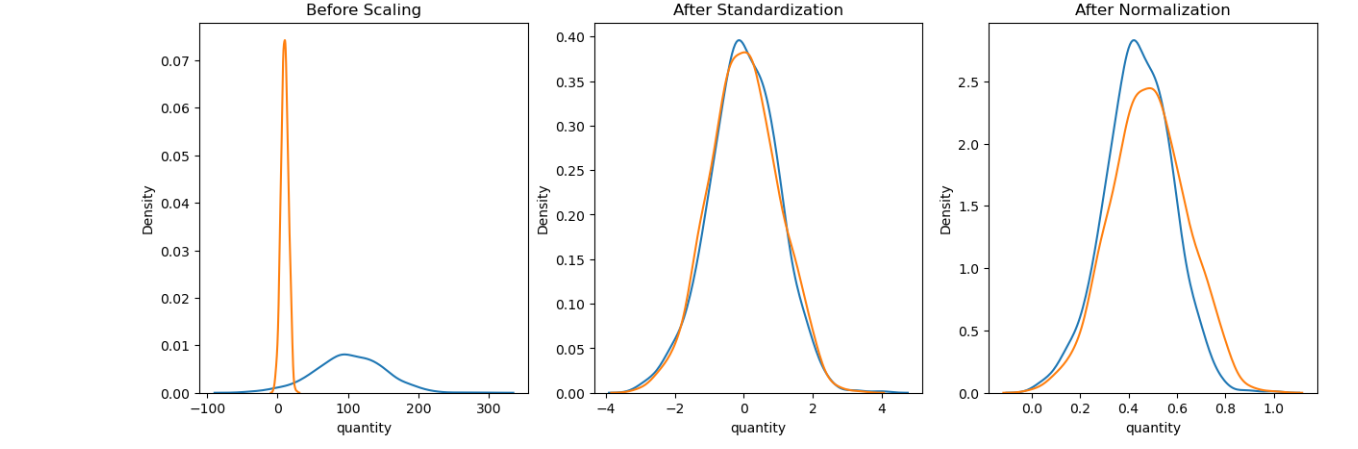 Before Scaling
After Standardization
After Normalization
Density
0.07
0.06
0.05
0.04
0.03
0.02
0.01
0.00
−100 0 100 200 300
quantity
Density
0.40
0.35
0.30
0.25
0.20
0.15
0.10
0.05
0.00
−4 −2 0 2 4
quantity
Density
2.5
2.0
1.5
1.0
0.5
0.0
0.0 0.2 0.4 0.6 0.8 1.0
quantity